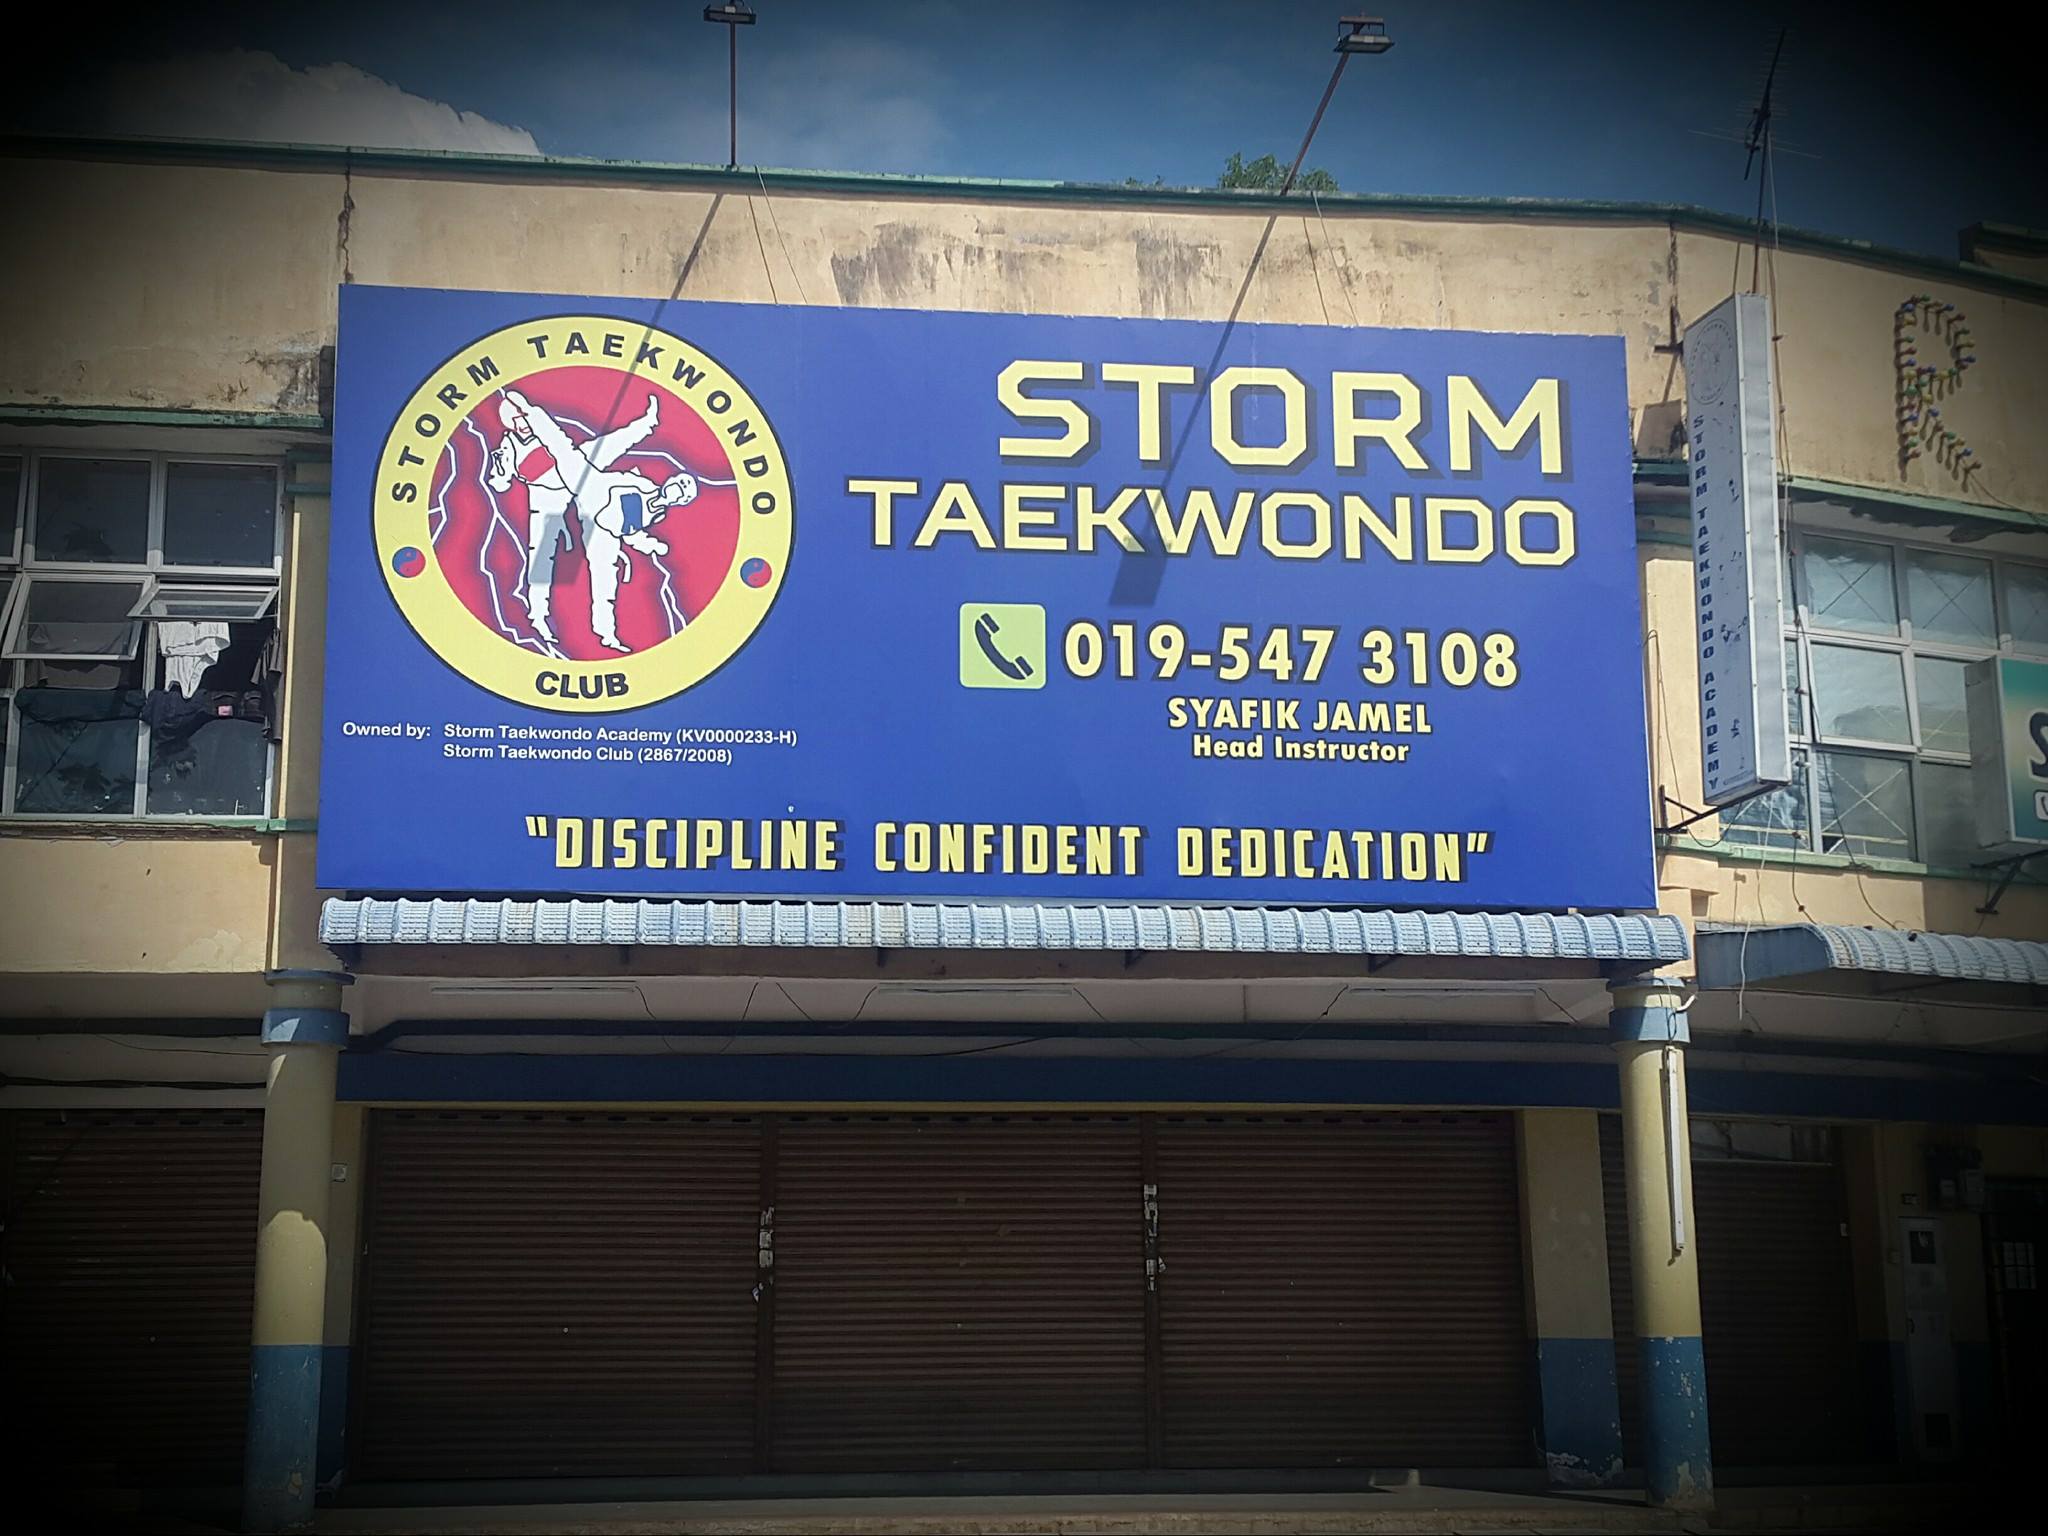 STORM TAEKWONDO
CLUB
Owned by: Storm Taekwondo Academy (KV0000233-H)
Storm Taekwondo Club (2867/2008)
STORM
TAEKWONDO
019-547 3108
SYAFIK JAMEL
Head Instructor
"DISCIPLINE CONFIDENT DEDICATION"
STORM TAEKWONDO ACADEMY
R
S